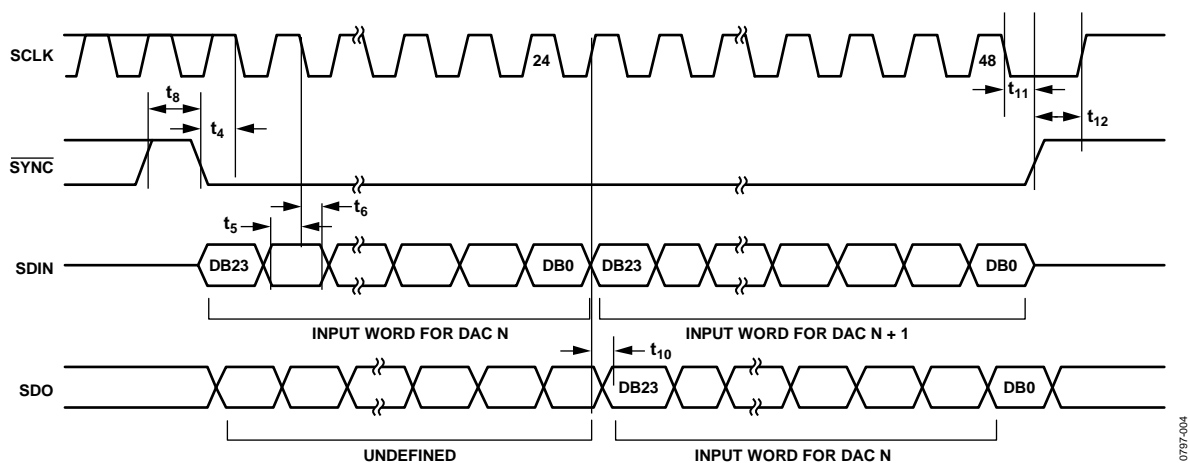 SCLK
24
48
t8
t4
t11
t12
SYNC
t5
t6
SDIN
DB23
DB0
DB23
DB0
INPUT WORD FOR DAC N
INPUT WORD FOR DAC N + 1
t10
SDO
DB23
DB0
UNDEFINED
INPUT WORD FOR DAC N
0797-004